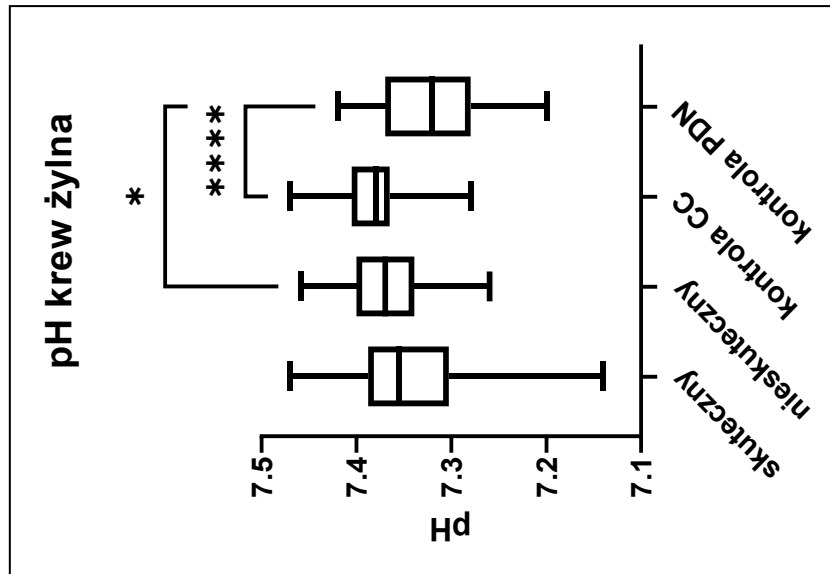 pH krew żylna
*
****
7.5
7.4
7.3
7.2
7.1
pH
skuteczny
nieskuteczny
kontrola CC
kontrola PDN